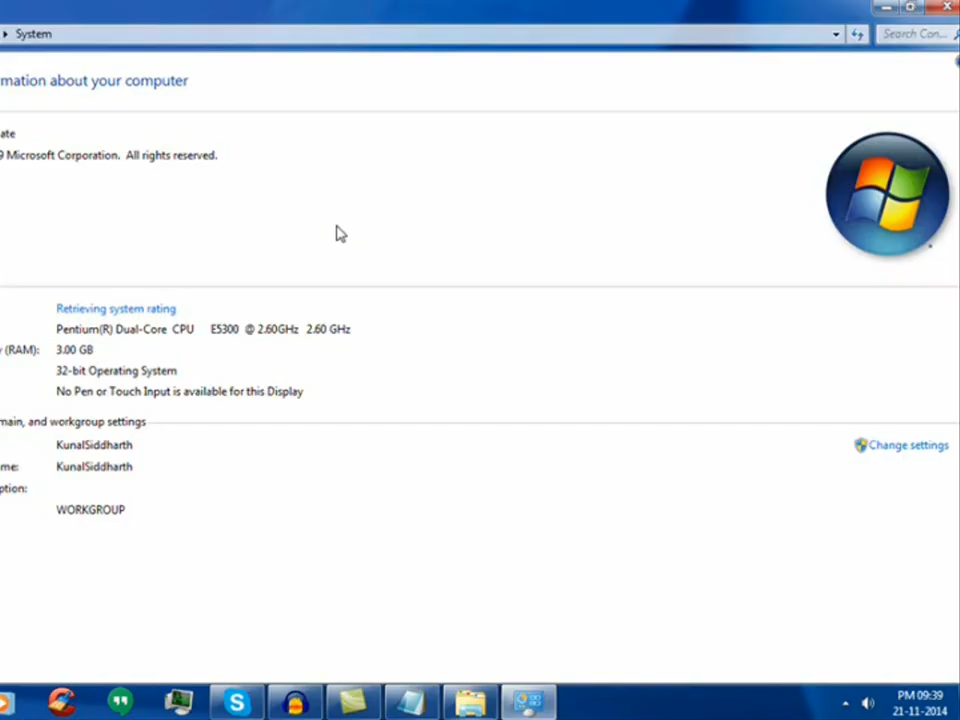 System
Search Con...
mation about your computer
ate
9 Microsoft Corporation. All rights reserved.
Retrieving system rating
Pentium(R) Dual-Core CPU E5300 @ 2.60GHz 2.60 GHz
y (RAM): 3.00 GB
32-bit Operating System
No Pen or Touch Input is available for this Display
main, and workgroup settings
KunalSiddharth
Change settings
me: KunalSiddharth
ption:
WORKGROUP
PM 09:39
21-11-2014